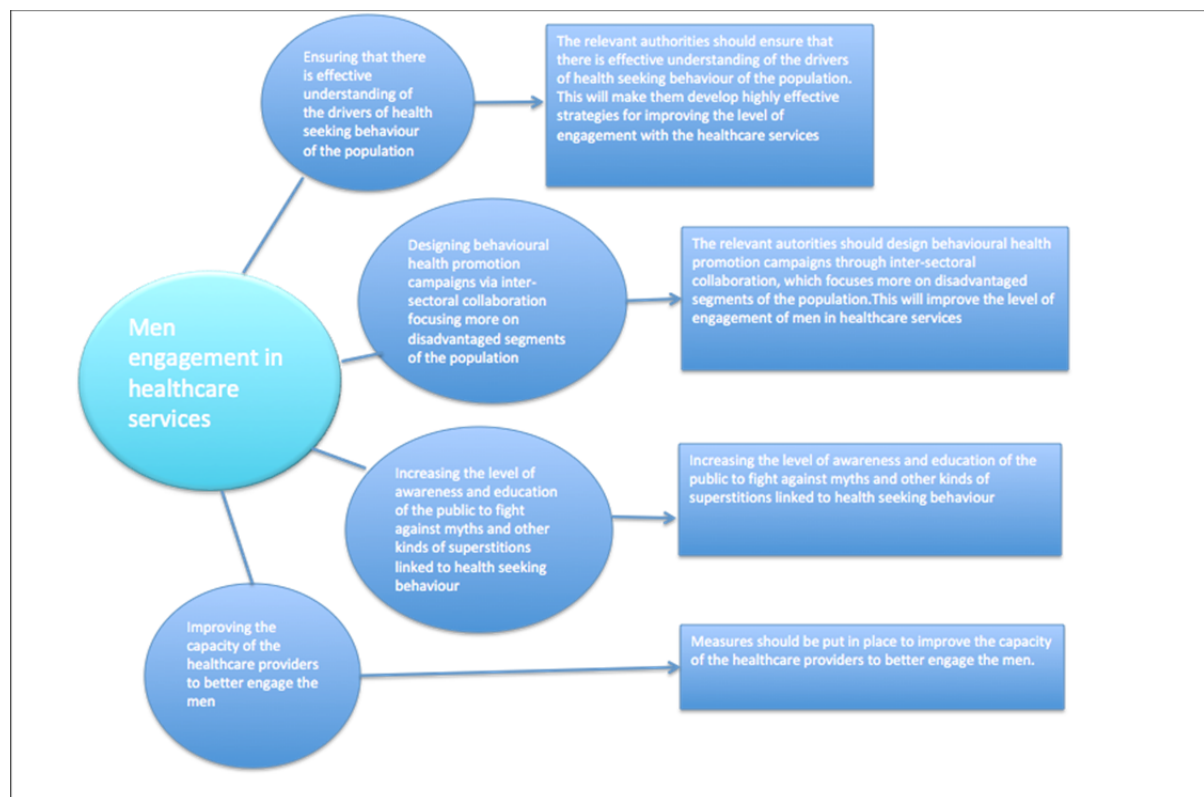 Ensuring that there
is effective
understanding of
the drivers of health
seeking behaviour
of the population
The relevant authorities should ensure that
there is effective understanding of the drivers
of health seeking behaviour of the population.
This will make them develop highly effective
strategies for improving the level of
engagement with the healthcare services
Men
engagement in
healthcare
services
Designing behavioural
health promotion
campaigns via inter-
sectoral collaboration
focusing more on
disadvantaged segments
of the population
The relevant autorities should design behavioural health
promotion campaigns through inter-sectoral
collaboration, which focuses more on disadvantaged
segments of the population.This will improve the level of
engagement of men in healthcare services
Increasing the level of
awareness and education
of the public to fight
against myths and other
kinds of superstitions
linked to health seeking
behaviour
Increasing the level of awareness and education of the
public to fight against myths and other kinds of
superstitions linked to health seeking behaviour
Improving the
capacity of the
healthcare providers
to better engage the
men
Measures should be put in place to improve the capacity
of the healthcare providers to better engage the men.